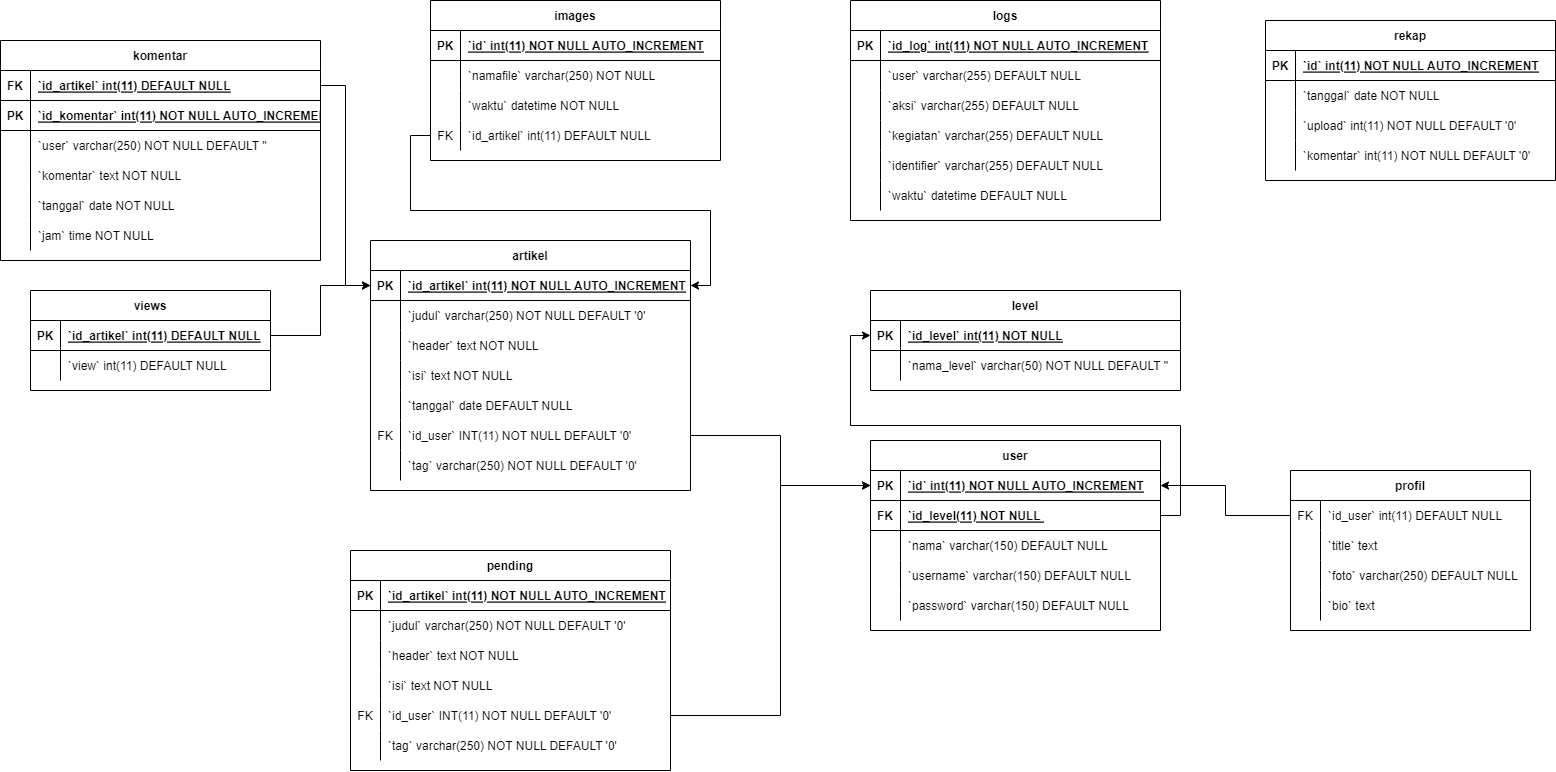 komentar
FK `id_artikel` int(11) DEFAULT NULL
PK `id_komentar` int(11) NOT NULL AUTO_INCREME
`user` varchar(250) NOT NULL DEFAULT ''
`komentar` text NOT NULL
`tanggal` date NOT NULL
`jam` time NOT NULL
images
PK `id` int(11) NOT NULL AUTO_INCREMENT
`namafile` varchar(250) NOT NULL
`waktu` datetime NOT NULL
FK `id_artikel` int(11) DEFAULT NULL
logs
PK `id_log` int(11) NOT NULL AUTO_INCREMENT
`user` varchar(255) DEFAULT NULL
`aksi` varchar(255) DEFAULT NULL
`kegiatan` varchar(255) DEFAULT NULL
`identifier` varchar(255) DEFAULT NULL
`waktu` datetime DEFAULT NULL
rekap
PK `id` int(11) NOT NULL AUTO_INCREMENT
`tanggal` date NOT NULL
`upload` int(11) NOT NULL DEFAULT '0'
`komentar` int(11) NOT NULL DEFAULT '0'
views
PK `id_artikel` int(11) DEFAULT NULL
`view` int(11) DEFAULT NULL
artikel
PK `id_artikel` int(11) NOT NULL AUTO_INCREMENT
`judul` varchar(250) NOT NULL DEFAULT '0'
`header` text NOT NULL
`isi` text NOT NULL
`tanggal` date DEFAULT NULL
FK `id_user` INT(11) NOT NULL DEFAULT '0'
`tag` varchar(250) NOT NULL DEFAULT '0'
level
PK `id_level` int(11) NOT NULL
`nama_level` varchar(50) NOT NULL DEFAULT ''
user
PK `id` int(11) NOT NULL AUTO_INCREMENT
FK `id_level(11) NOT NULL
`nama` varchar(150) DEFAULT NULL
`username` varchar(150) DEFAULT NULL
`password` varchar(150) DEFAULT NULL
profil
FK `id_user` int(11) DEFAULT NULL
`title` text
`foto` varchar(250) DEFAULT NULL
`bio` text
pending
PK `id_artikel` int(11) NOT NULL AUTO_INCREMENT
`judul` varchar(250) NOT NULL DEFAULT '0'
`header` text NOT NULL
`isi` text NOT NULL
FK `id_user` INT(11) NOT NULL DEFAULT '0'
`tag` varchar(250) NOT NULL DEFAULT '0'